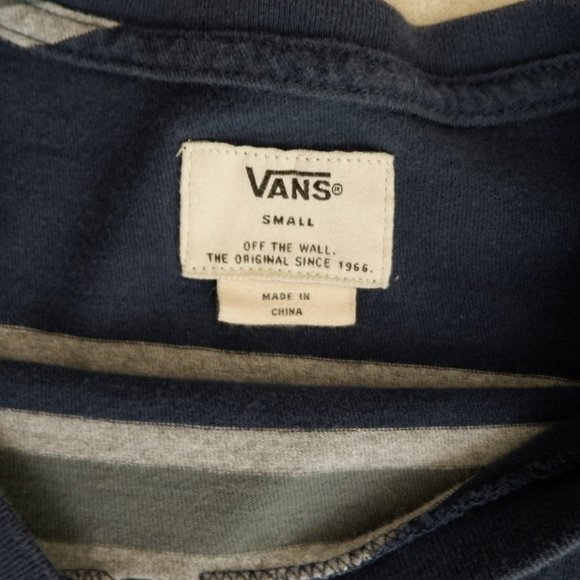 VANS®
SMALL
OFF THE WALL.
THE ORIGINAL SINCE 1966.
MADE IN
CHINA